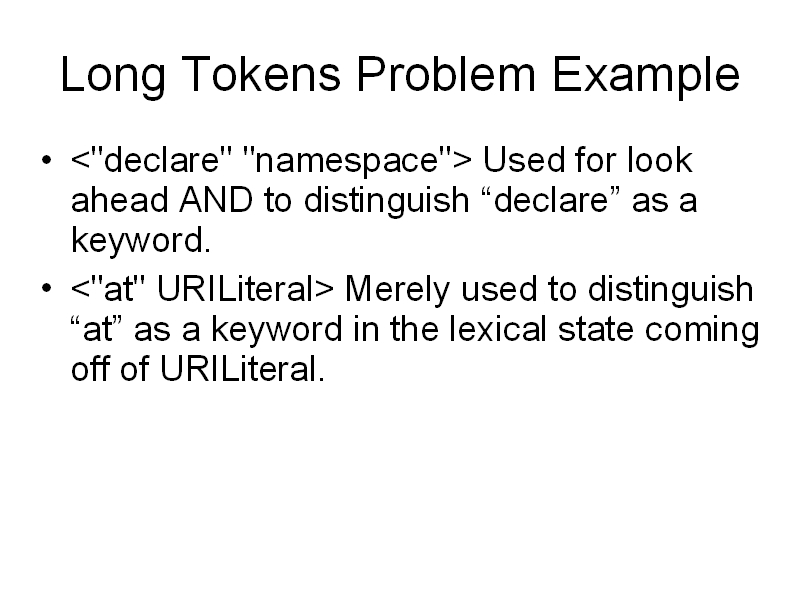 Long Tokens Problem Example
• <"declare" "namespace"> Used for look
ahead AND to distinguish “declare” as a
keyword.
• <"at" URILiteral> Merely used to distinguish
“at” as a keyword in the lexical state coming
off of URILiteral.